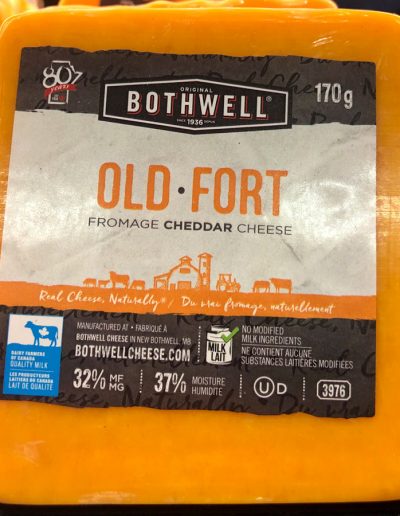 80
years
ORIGINAL
BOTHWELL®
SINCE 1936 DEPUIS
170g
OLD · FORT
FROMAGE CHEDDAR CHEESE
Real Cheese, Naturally® / Du vrai fromage, naturellement
DAIRY FARMERS
OF CANADA
QUALITY MILK
LES PRODUCTEURS
LAITIERS DU CANADA
LAIT DE QUALITÉ
MANUFACTURED AT • FABRIQUÉ À
BOTHWELL CHEESE IN NEW BOTHWELL, MB
BOTHWELLCHEESE.COM
32% MF
MG
37% MOISTURE
HUMIDITÉ
MILK
LAIT
NO MODIFIED
MILK INGREDIENTS
NE CONTIENT AUCUNE
SUBSTANCES LAITIÈRES MODIFIÉES
U D
3976